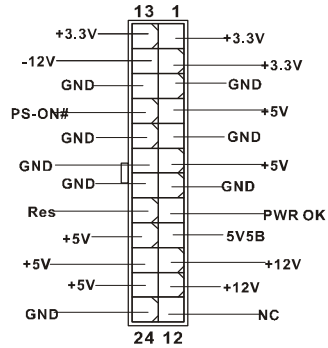 13 1
+3.3V +3.3V
-12V +3.3V
GND GND
PS-ON# +5V
GND GND
GND +5V
GND GND
Res PWR OK
+5V 5V5B
+5V +12V
+5V +12V
GND NC
24 12